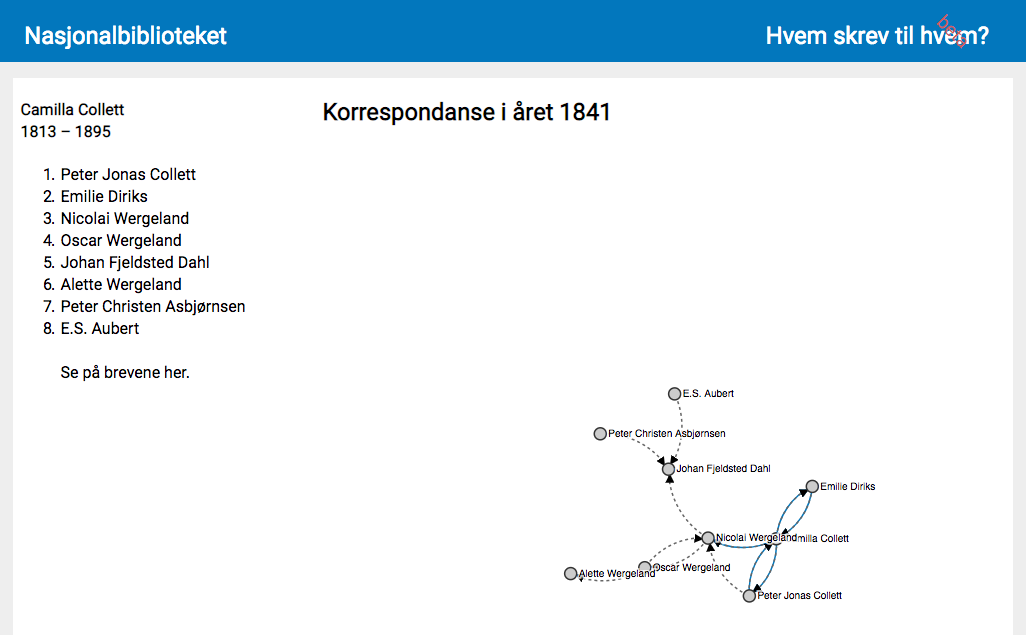 Nasjonalbiblioteket
Hvem skrev til hvem?
beta
Camilla Collett
1813 – 1895
1. Peter Jonas Collett
2. Emilie Diriks
3. Nicolai Wergeland
4. Oscar Wergeland
5. Johan Fjeldsted Dahl
6. Alette Wergeland
7. Peter Christen Asbjørnsen
8. E.S. Aubert
Se på brevene her.
Korrespondanse i året 1841
E.S. Aubert
Peter Christen Asbjørnsen
Johan Fjeldsted Dahl
Emilie Diriks
Nicolai Wergeland
Camilla Collett
Oscar Wergeland
Alette Wergeland
Peter Jonas Collett